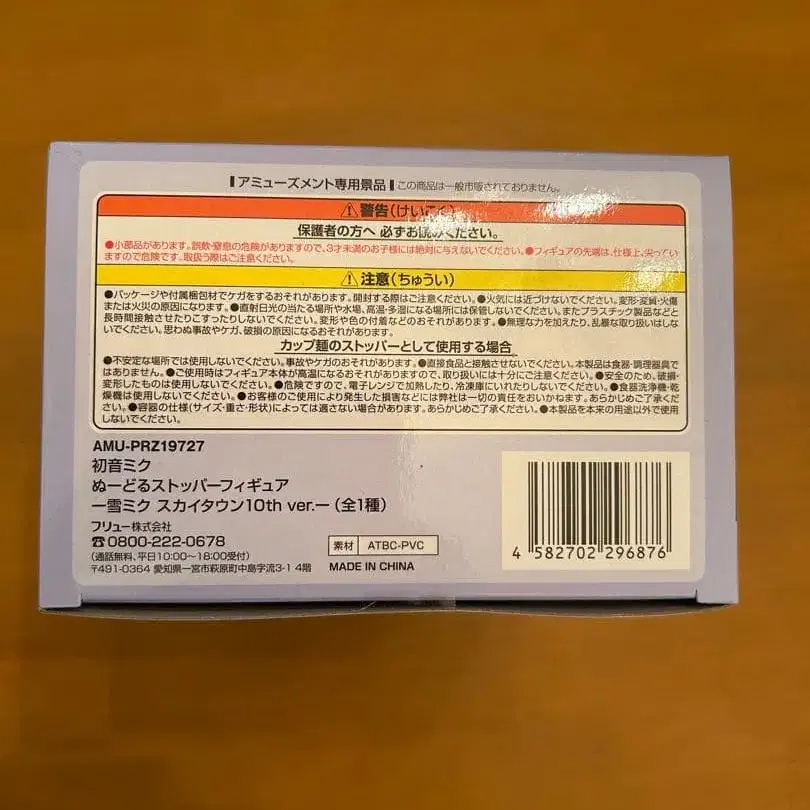 アミューズメント専用景品 この商品は一般市販されておりません。
⚠警告(けいこく)
保護者の方へ 必ずお読みください。
●小部品があります。誤飲・窒息の危険がありますので、3才未満のお子様には絶対に与えないでください。●フィギュアの先端は、仕様上、尖ってい
ますので危険です。取扱う際はご注意ください。
⚠注意(ちゅうい)
●パッケージや付属梱包材でケガをするおそれがあります。開封する際はご注意ください。●火気には近づけないでください。変形・変質・火傷
または火災の原因になります。●直射日光の当たる場所や水場、高温・多湿になる場所には保管しないでください。またプラスチック製品などと
長時間接触させたりこすったりしないでください。変形や色の付着などのおそれがあります。●無理な力を加えたり、乱暴な取り扱いはしな
いでください。思わぬ事故やケガ、破損の原因になるおそれがあります。
カップ麺のストッパーとして使用する場合
●不安定な場所では使用しないでください。事故やケガのおそれがあります。●直接食品と接触させないでください。本製品は食器・調理器具で
はありません。●ご使用時はフィギュア本体が高温になるおそれがありますので、取り扱いには十分にご注意ください。●安全のため、破損・
変形したものは使用しないでください。●危険ですので、電子レンジで加熱したり、冷凍庫にいれたりしないでください。●食器洗浄機・乾
燥機は使用しないでください。●お客様のご使用により発生した損害などには弊社は一切の責任をおいかねます。あらかじめご了承くだ
さい。●容器の仕様(サイズ・重さ・形状)によっては適さない場合があります。あらかじめご了承ください。●本製品を本来の用途以外で使用
しないでください。
AMU-PRZ19727
初音ミク
ぬーどるストッパーフィギュア
ー雪ミク スカイタウン10th ver.ー(全1種)
フリュー株式会社
☎0800-222-0678
(通話無料、平日10:00〜18:00受付)
〒491-0364 愛知県一宮市萩原町中島字流3-1 4階
素材 ATBC-PVC
MADE IN CHINA
4 582702 296876